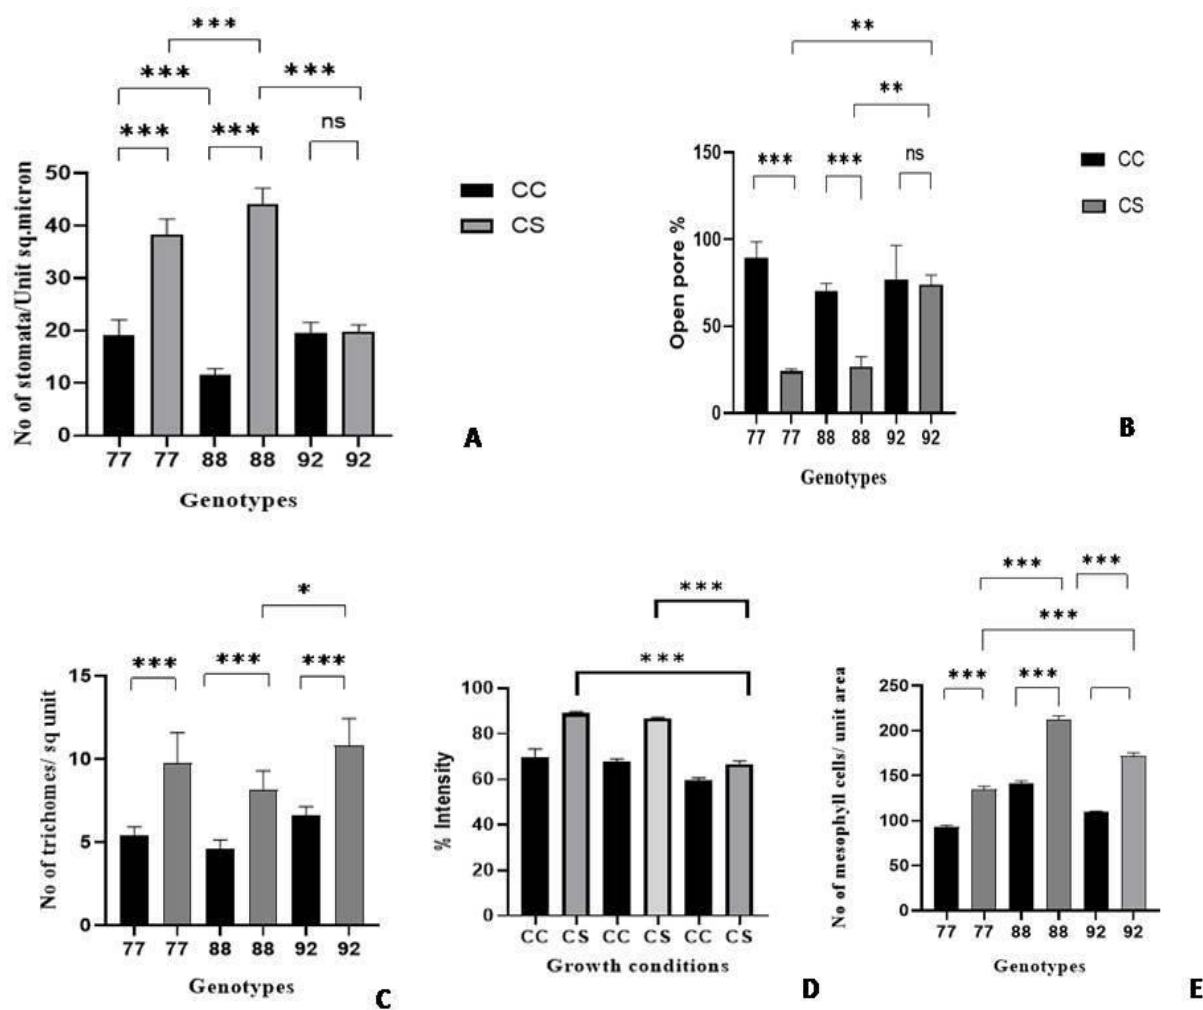 ***
***
***
***
***
ns
No of stomata/Unit sq.micron
50
40
30
20
10
0
77 77 88 88 92 92
Genotypes
CC
CS
A
**
**
***
***
ns
Open pore %
150
100
50
0
77 77 88 88 92 92
Genotypes
CC
CS
B
*
***
***
***
No of trichomes/ sq unit
15
10
5
0
77 77 88 88 92 92
Genotypes
C
***
***
% Intensity
100
80
60
40
20
0
CC CS CC CS CC CS
Growth conditions
D
***
***
***
***
***
No of mesophyll cells/ unit area
250
200
150
100
50
0
77 77 88 88 92 92
Genotypes
E